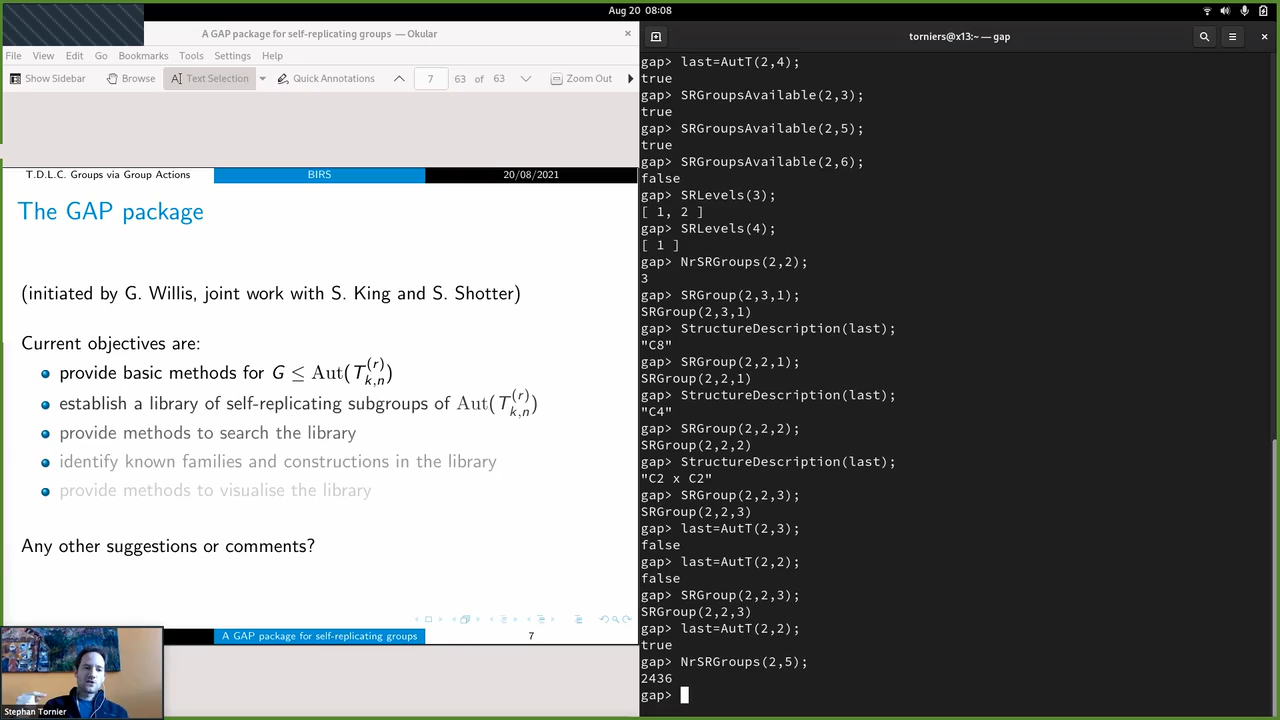 Aug 20 08:08
A GAP package for self-replicating groups — Okular
File View Edit Go Bookmarks Tools Settings Help
Show Sidebar Browse Text Selection Quick Annotations 7 63 of 63 Zoom Out
T.D.L.C. Groups via Group Actions BIRS 20/08/2021
The GAP package
(initiated by G. Willis, joint work with S. King and S. Shotter)
Current objectives are:
provide basic methods for G ≤ Aut(T_{k,n}^{(r)})
establish a library of self-replicating subgroups of Aut(T_{k,n}^{(r)})
provide methods to search the library
identify known families and constructions in the library
provide methods to visualise the library
Any other suggestions or comments?
A GAP package for self-replicating groups 7
Stephan Tornier
torniers@x13:~ — gap
gap> last=AutT(2,4);
true
gap> SRGroupsAvailable(2,3);
true
gap> SRGroupsAvailable(2,5);
true
gap> SRGroupsAvailable(2,6);
false
gap> SRLevels(3);
[ 1, 2 ]
gap> SRLevels(4);
[ 1 ]
gap> NrSRGroups(2,2);
3
gap> SRGroup(2,3,1);
SRGroup(2,3,1)
gap> StructureDescription(last);
"C8"
gap> SRGroup(2,2,1);
SRGroup(2,2,1)
gap> StructureDescription(last);
"C4"
gap> SRGroup(2,2,2);
SRGroup(2,2,2)
gap> StructureDescription(last);
"C2 x C2"
gap> SRGroup(2,2,3);
SRGroup(2,2,3)
gap> last=AutT(2,3);
false
gap> last=AutT(2,2);
false
gap> SRGroup(2,2,3);
SRGroup(2,2,3)
gap> last=AutT(2,2);
true
gap> NrSRGroups(2,5);
2436
gap>